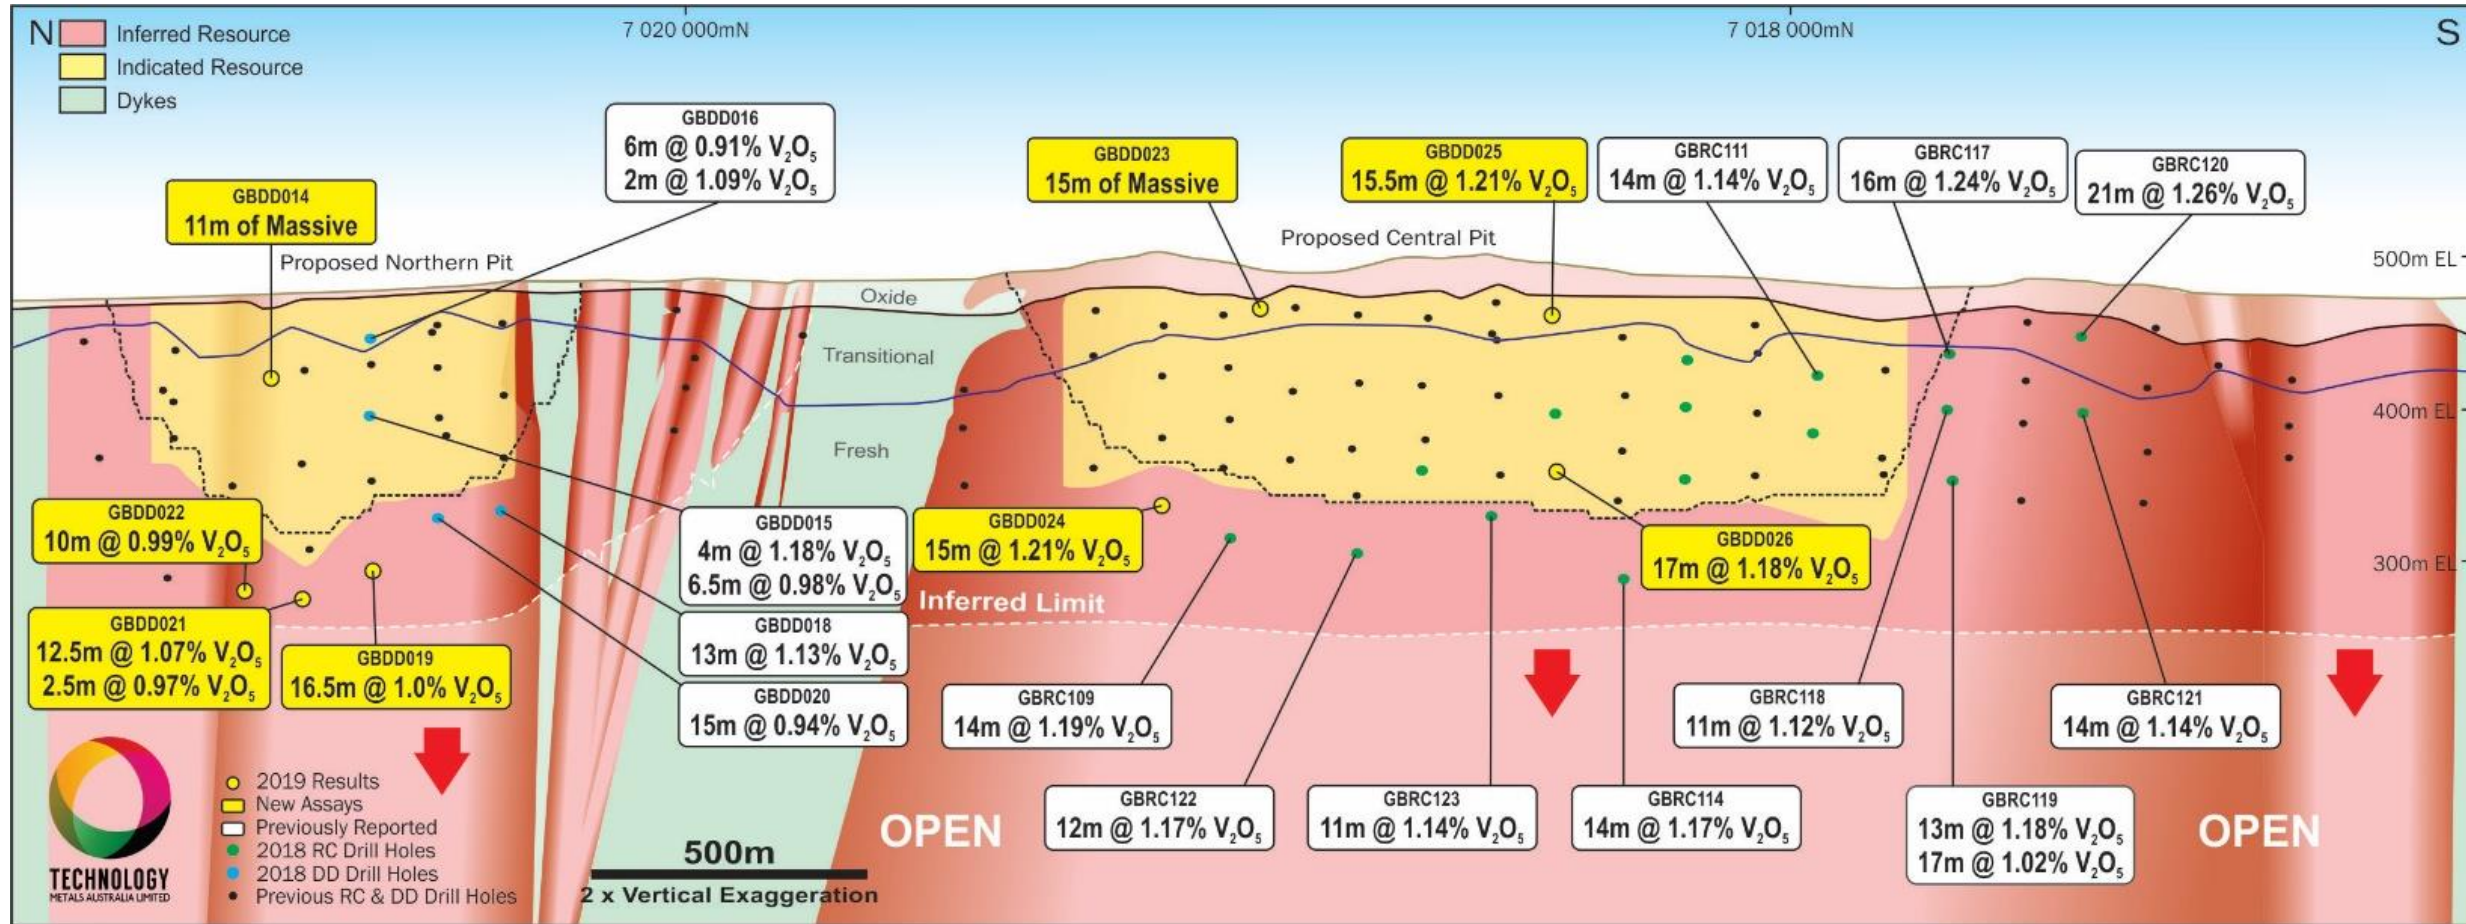 N
Inferred Resource
Indicated Resource
Dykes
7 020 000mN
7 018 000mN
S
GBDD016
6m @ 0.91% V₂O₅
2m @ 1.09% V₂O₅
GBDD014
11m of Massive
GBDD023
15m of Massive
GBDD025
15.5m @ 1.21% V₂O₅
GBRC111
14m @ 1.14% V₂O₅
GBRC117
16m @ 1.24% V₂O₅
GBRC120
21m @ 1.26% V₂O₅
Proposed Northern Pit
Proposed Central Pit
500m EL
Oxide
Transitional
Fresh
400m EL
300m EL
GBDD022
10m @ 0.99% V₂O₅
GBDD021
12.5m @ 1.07% V₂O₅
2.5m @ 0.97% V₂O₅
GBDD019
16.5m @ 1.0% V₂O₅
GBDD015
4m @ 1.18% V₂O₅
6.5m @ 0.98% V₂O₅
GBDD018
13m @ 1.13% V₂O₅
GBDD020
15m @ 0.94% V₂O₅
GBDD024
15m @ 1.21% V₂O₅
Inferred Limit
GBDD026
17m @ 1.18% V₂O₅
GBRC109
14m @ 1.19% V₂O₅
GBRC118
11m @ 1.12% V₂O₅
GBRC121
14m @ 1.14% V₂O₅
GBRC122
12m @ 1.17% V₂O₅
GBRC123
11m @ 1.14% V₂O₅
GBRC114
14m @ 1.17% V₂O₅
GBRC119
13m @ 1.18% V₂O₅
17m @ 1.02% V₂O₅
OPEN
OPEN
2019 Results
New Assays
Previously Reported
2018 RC Drill Holes
2018 DD Drill Holes
Previous RC & DD Drill Holes
TECHNOLOGY
METALS AUSTRALIA LIMITED
500m
2 x Vertical Exaggeration